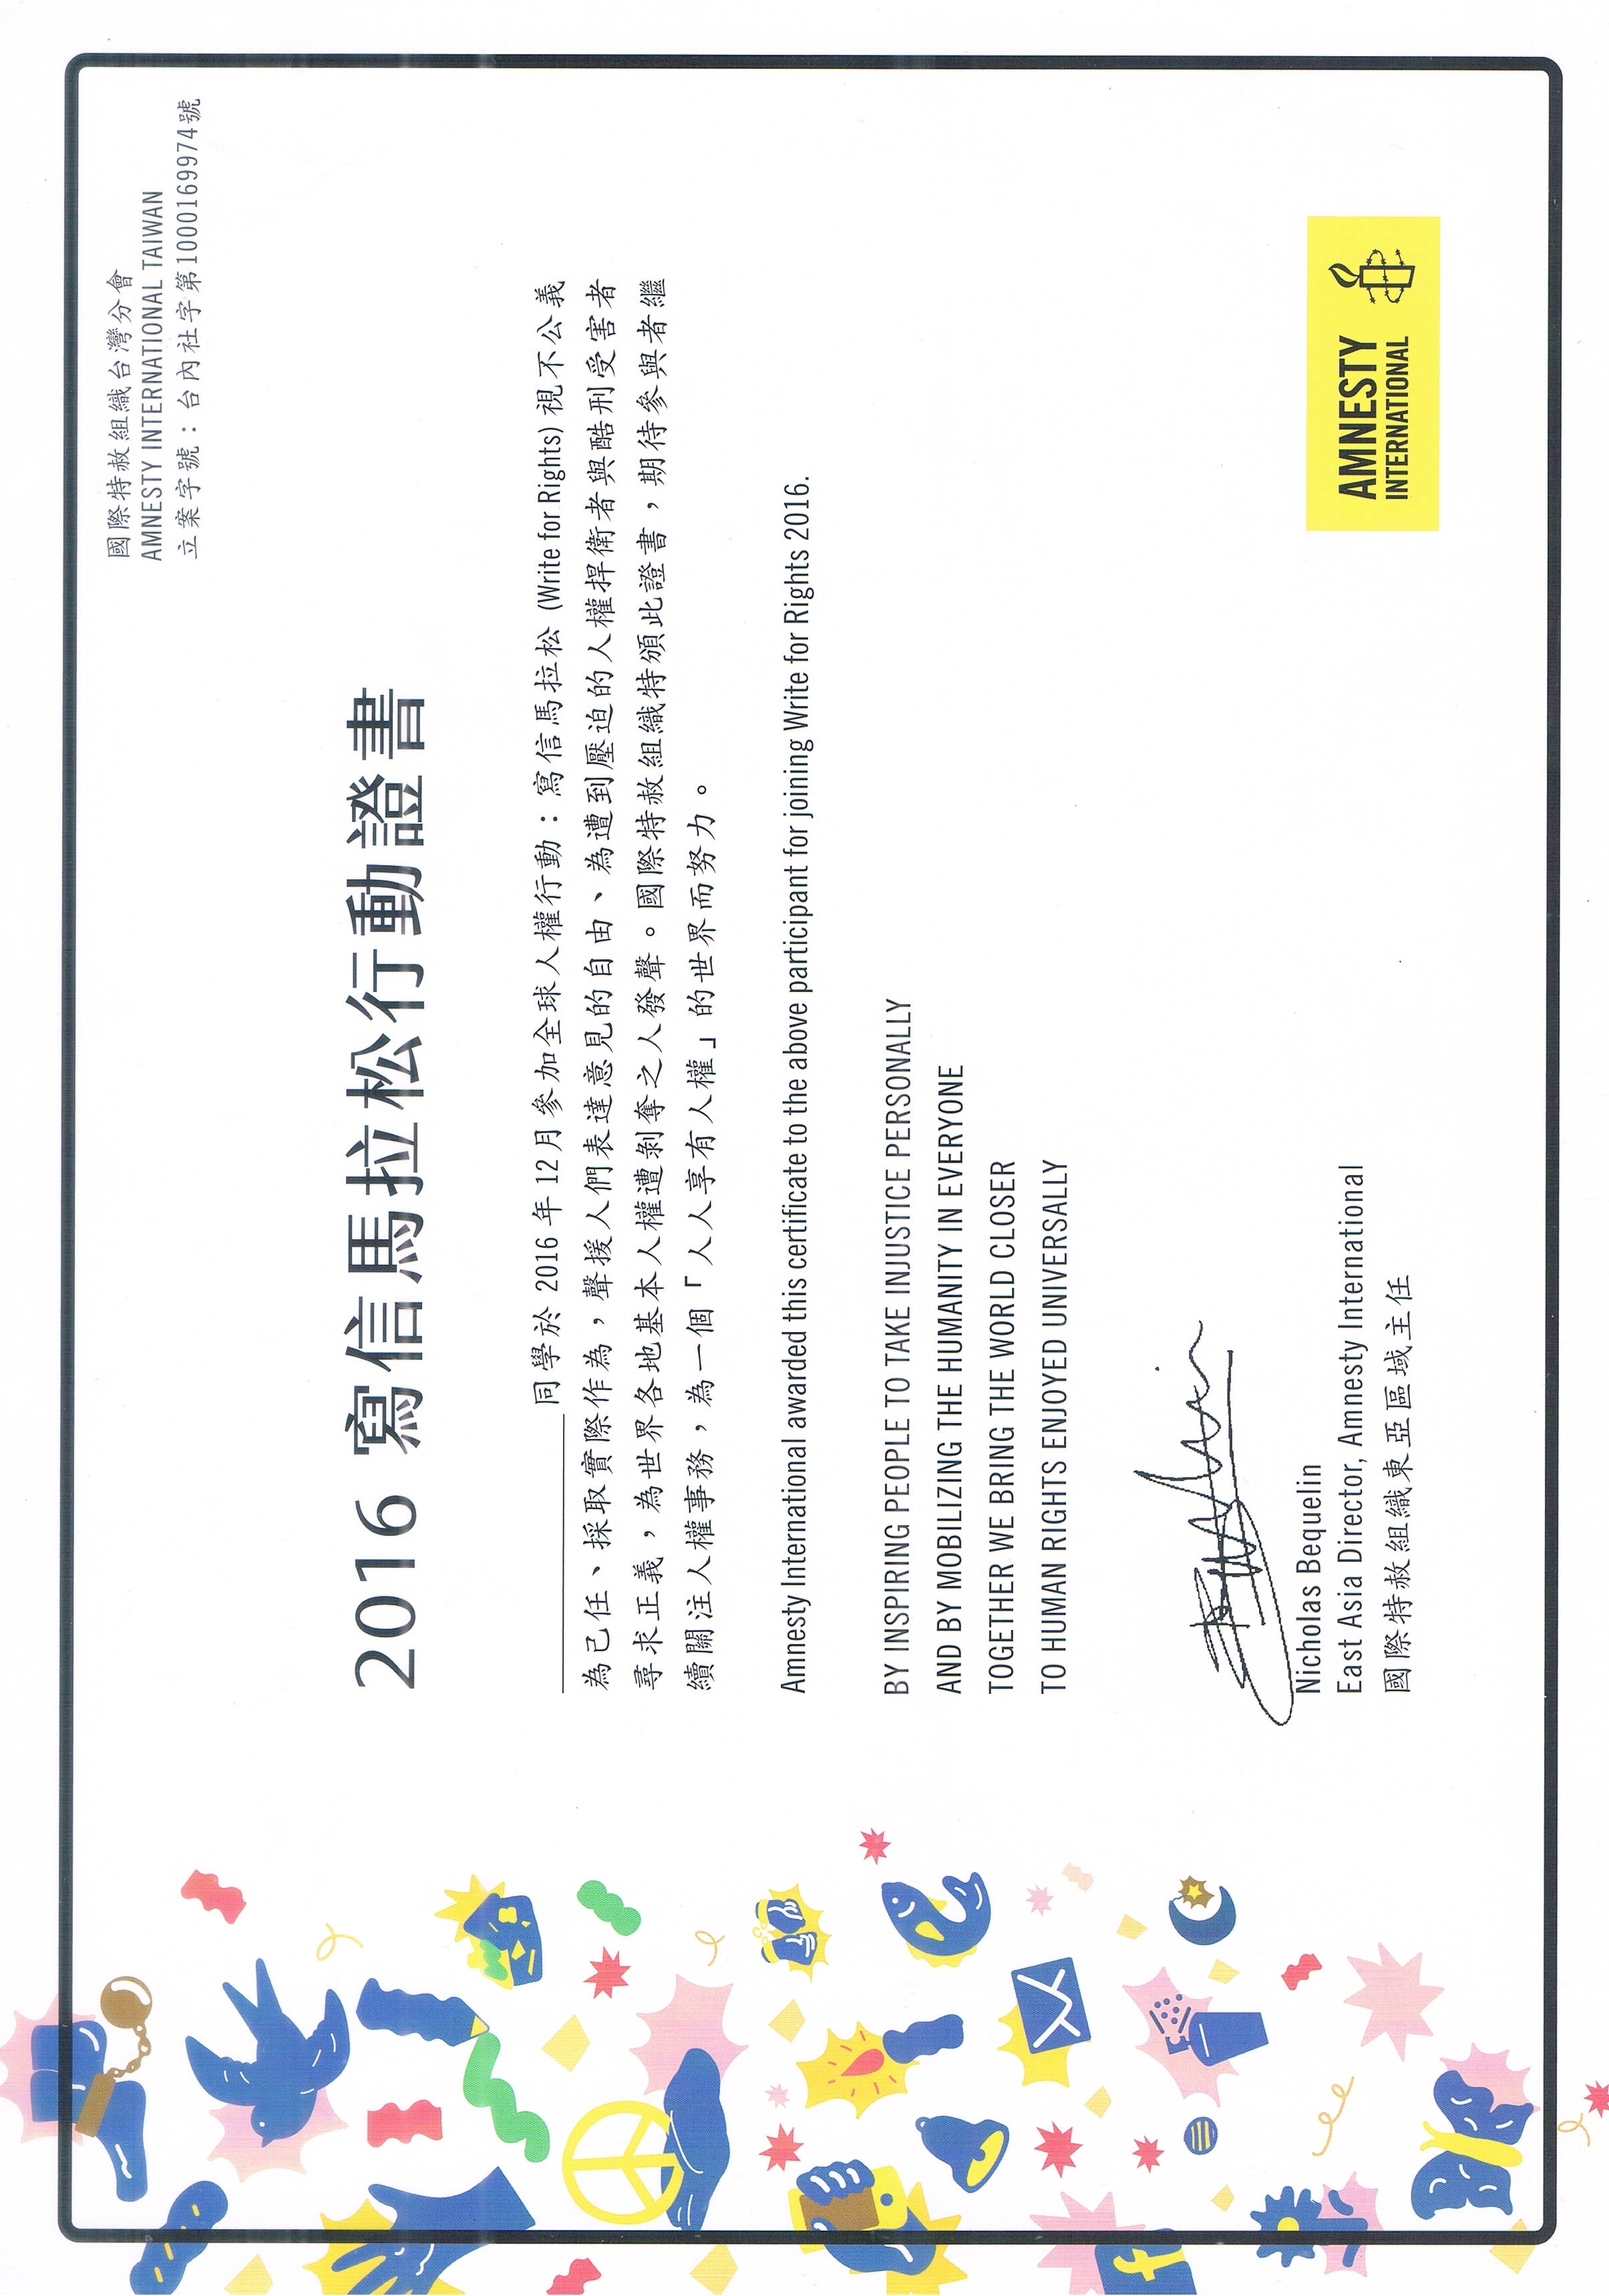 國際特赦組織台灣分會
AMNESTY INTERNATIONAL TAIWAN
立案字號：台內社字第1000169974號
2016 寫信馬拉松行動證書
同學於 2016 年 12月參加全球人權行動：寫信馬拉松 (Write for Rights) 視不公義
為己任、採取實際作為，聲援人們表達意見的自由、為遭到壓迫的人權捍衛者與酷刑受害者
尋求正義，為世界各地基本人權遭剝奪之人發聲。國際特赦組織特頒此證書，期待參與者繼
續關注人權事務，為一個「人人享有人權」的世界而努力。
Amnesty International awarded this certificate to the above participant for joining Write for Rights 2016.
BY INSPIRING PEOPLE TO TAKE INJUSTICE PERSONALLY
AND BY MOBILIZING THE HUMANITY IN EVERYONE
TOGETHER WE BRING THE WORLD CLOSER
TO HUMAN RIGHTS ENJOYED UNIVERSALLY
Nicholas Bequelin
East Asia Director, Amnesty International
國際特赦組織東亞區域主任
AMNESTY
INTERNATIONAL
f